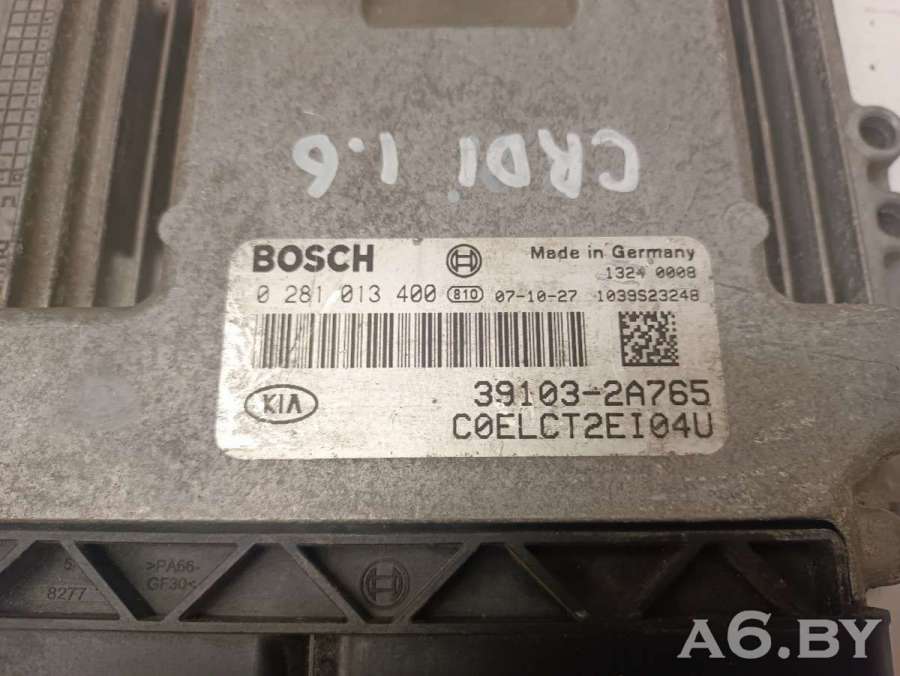 CRDI 1.6
BOSCH
Made in Germany
1324 0008
0 281 013 400 810 07-10-27 1039S23248
KIA
39103-2A765
C0ELCT2EI04U
>PA66-
GF30<
8277
A6.BY